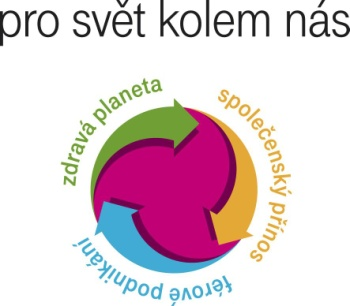 pro svět kolem nás
zdravá planeta
společenský přínos
férové podnikání